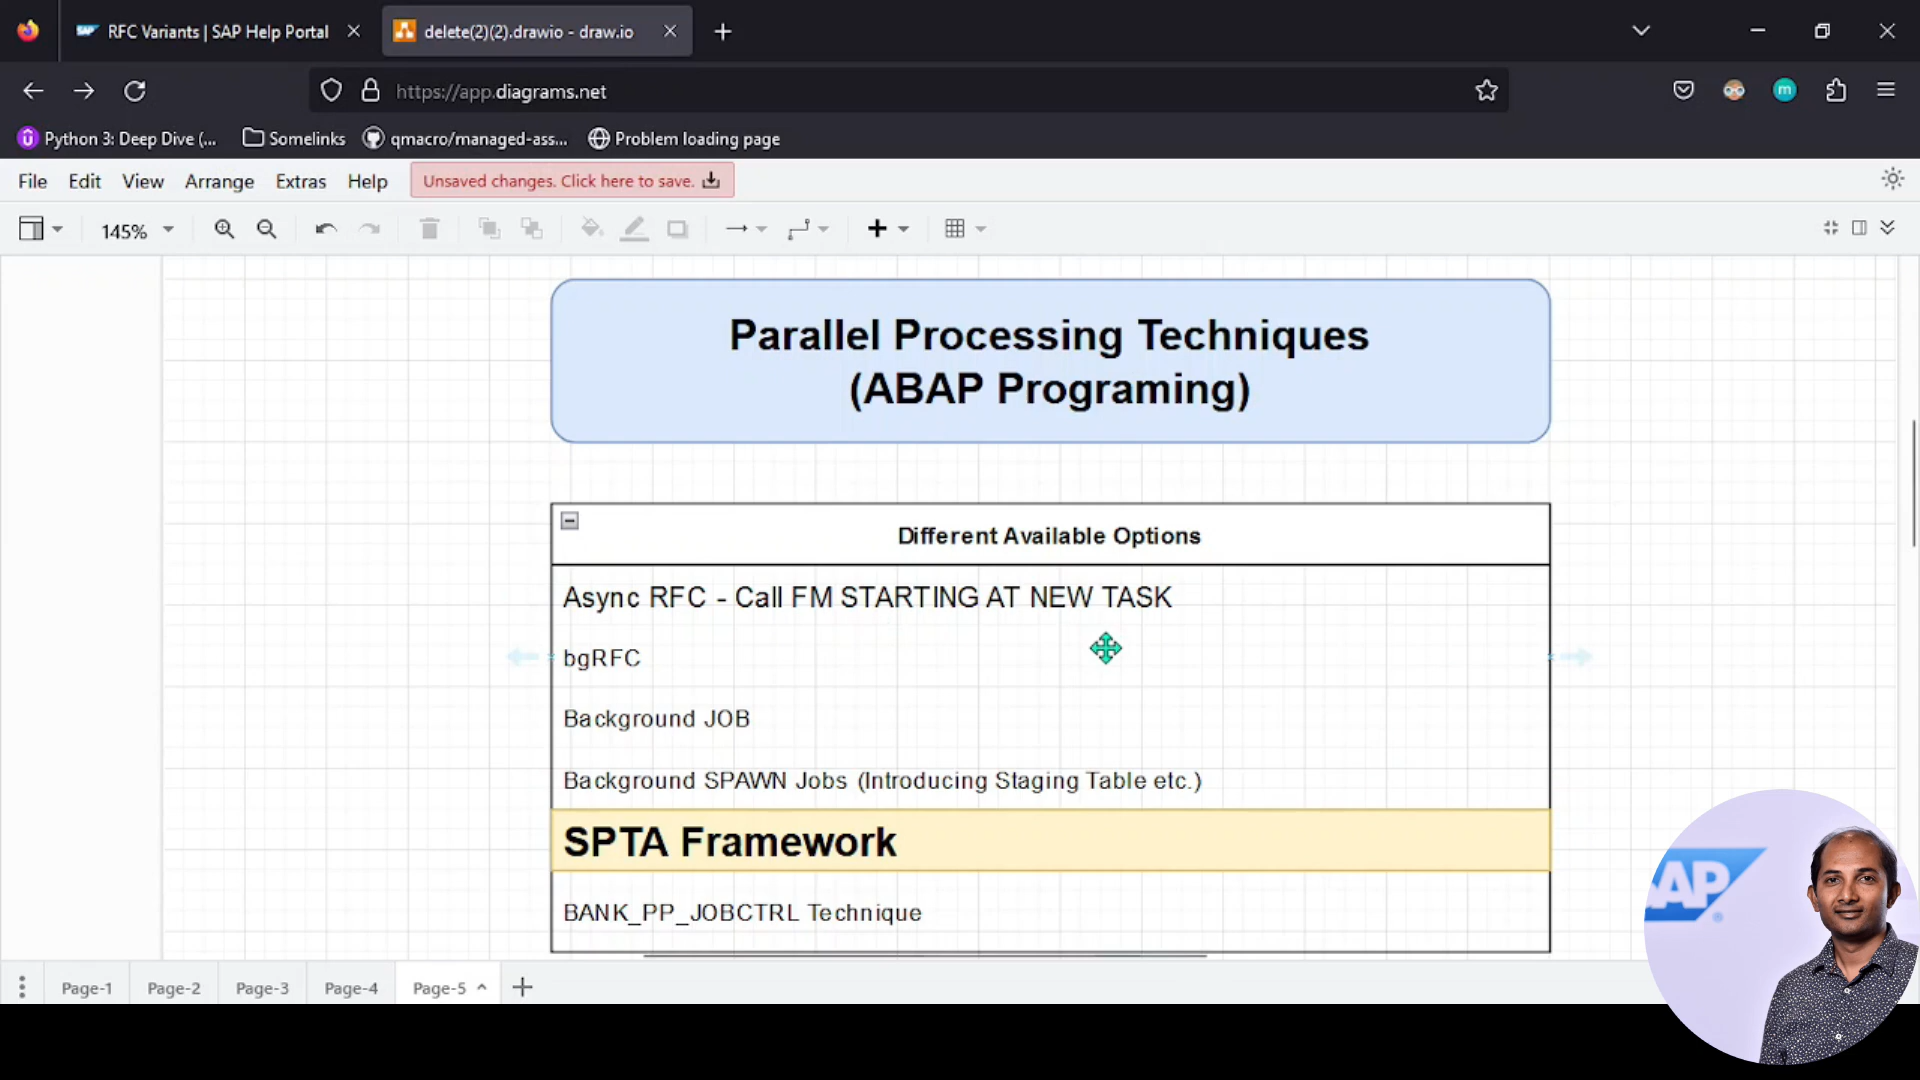 RFC Variants | SAP Help Portal
delete(2)(2).drawio - draw.io
https://app.diagrams.net
Python 3: Deep Dive (...
Somelinks
qmacro/managed-ass...
Problem loading page
File Edit View Arrange Extras Help
Unsaved changes. Click here to save.
145%
Parallel Processing Techniques
(ABAP Programing)
Different Available Options
Async RFC - Call FM STARTING AT NEW TASK
bgRFC
Background JOB
Background SPAWN Jobs (Introducing Staging Table etc.)
SPTA Framework
BANK_PP_JOBCTRL Technique
SAP
Page-1 Page-2 Page-3 Page-4 Page-5